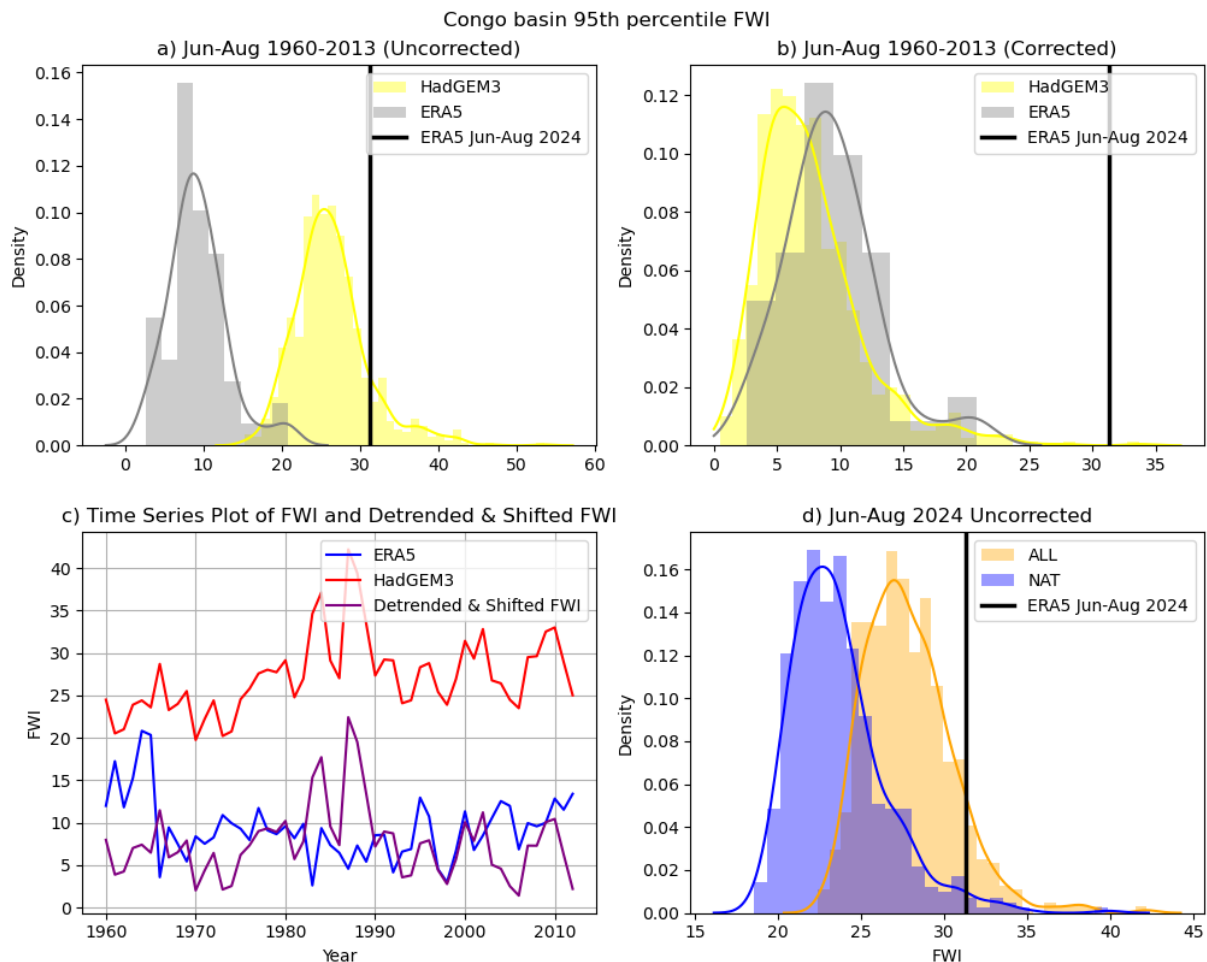 Congo basin 95th percentile FWI
a) Jun-Aug 1960-2013 (Uncorrected)
0.16
0.14
0.12
0.10
0.08
0.06
0.04
0.02
0.00
Density
HadGEM3
ERA5
ERA5 Jun-Aug 2024
0 10 20 30 40 50 60
b) Jun-Aug 1960-2013 (Corrected)
0.12
0.10
0.08
0.06
0.04
0.02
0.00
Density
HadGEM3
ERA5
ERA5 Jun-Aug 2024
0 5 10 15 20 25 30 35
c) Time Series Plot of FWI and Detrended & Shifted FWI
40
35
30
25
20
15
10
5
0
FWI
ERA5
HadGEM3
Detrended & Shifted FWI
1960 1970 1980 1990 2000 2010
Year
d) Jun-Aug 2024 Uncorrected
0.16
0.14
0.12
0.10
0.08
0.06
0.04
0.02
0.00
Density
ALL
NAT
ERA5 Jun-Aug 2024
15 20 25 30 35 40 45
FWI